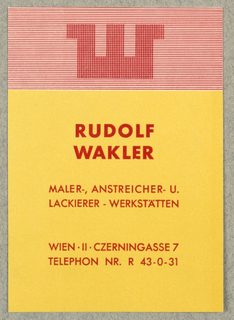 W
RUDOLF
WAKLER
MALER-, ANSTREICHER- U.
LACKIERER - WERKSTÄTTEN
WIEN · II · CZERNINGASSE 7
TELEPHON NR. R 43-0-31